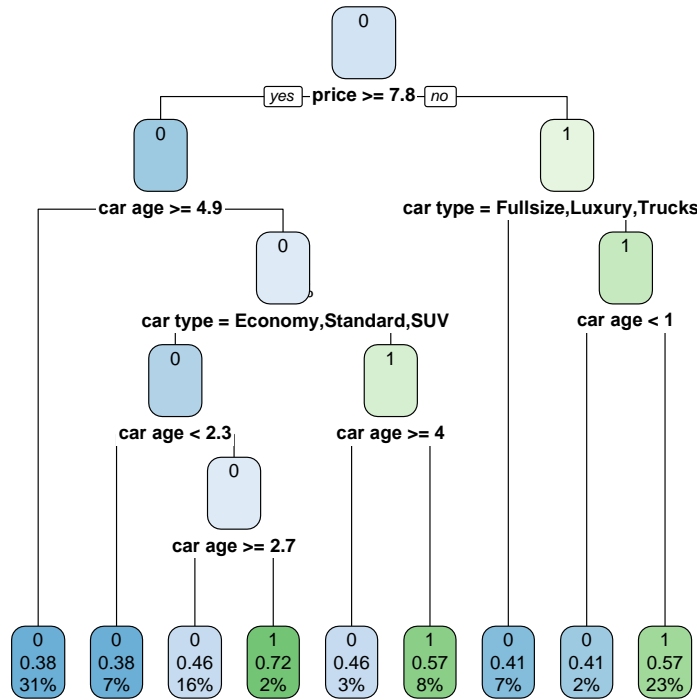 0
yes price >= 7.8 no
0
1
car age >= 4.9
car type = Fullsize,Luxury,Trucks
0
1
car type = Economy,Standard,SUV
car age < 1
0
1
car age < 2.3
car age >= 4
0
car age >= 2.7
0 0 0 1 0 1 0 0 1
0.38 0.38 0.46 0.72 0.46 0.57 0.41 0.41 0.57
31% 7% 16% 2% 3% 8% 7% 2% 23%